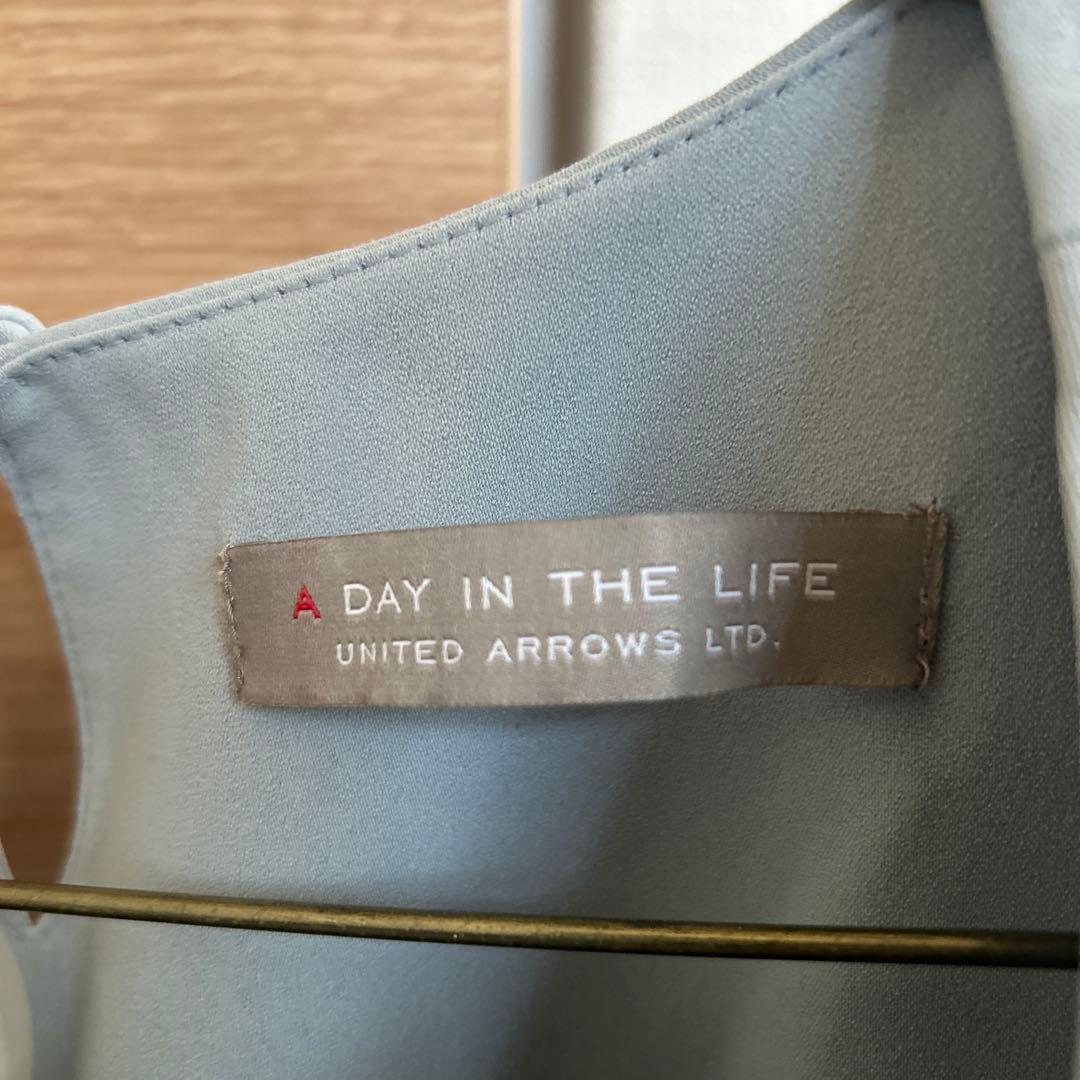 A DAY IN THE LIFE
UNITED ARROWS LTD.